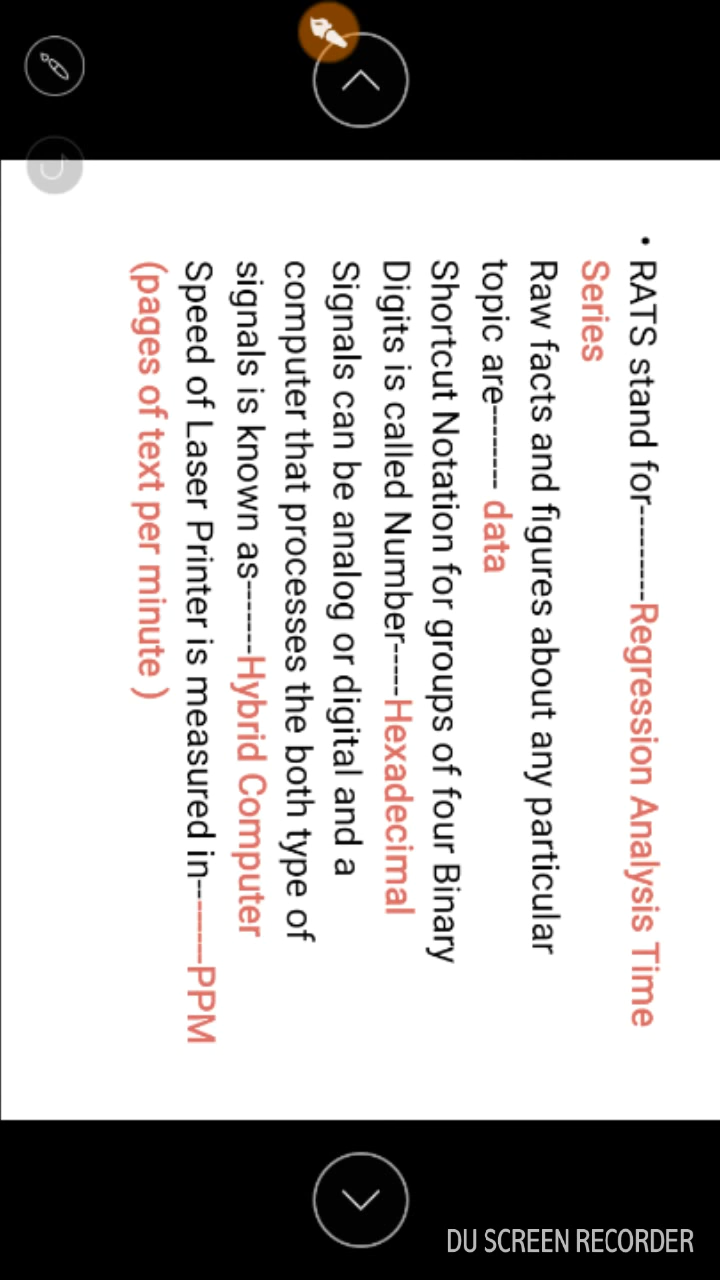 • RATS stand for---------Regression Analysis Time
Series
Raw facts and figures about any particular
topic are-------- data
Shortcut Notation for groups of four Binary
Digits is called Number-----Hexadecimal
Signals can be analog or digital and a
computer that processes the both type of
signals is known as-------Hybrid Computer
Speed of Laser Printer is measured in--------PPM
(pages of text per minute )
DU SCREEN RECORDER